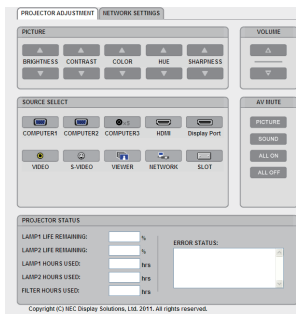 PROJECTOR ADJUSTMENT NETWORK SETTINGS
PICTURE
VOLUME
BRIGHTNESS CONTRAST COLOR HUE SHARPNESS
SOURCE SELECT
AV MUTE
COMPUTER1 COMPUTER2 COMPUTER3 HDMI Display Port
PICTURE
SOUND
VIDEO S-VIDEO VIEWER NETWORK SLOT
ALL ON
ALL OFF
PROJECTOR STATUS
LAMP1 LIFE REMAINING: %
LAMP2 LIFE REMAINING: %
ERROR STATUS:
LAMP1 HOURS USED: hrs
LAMP2 HOURS USED: hrs
FILTER HOURS USED: hrs
Copyright (C) NEC Display Solutions, Ltd. 2011. All rights reserved.